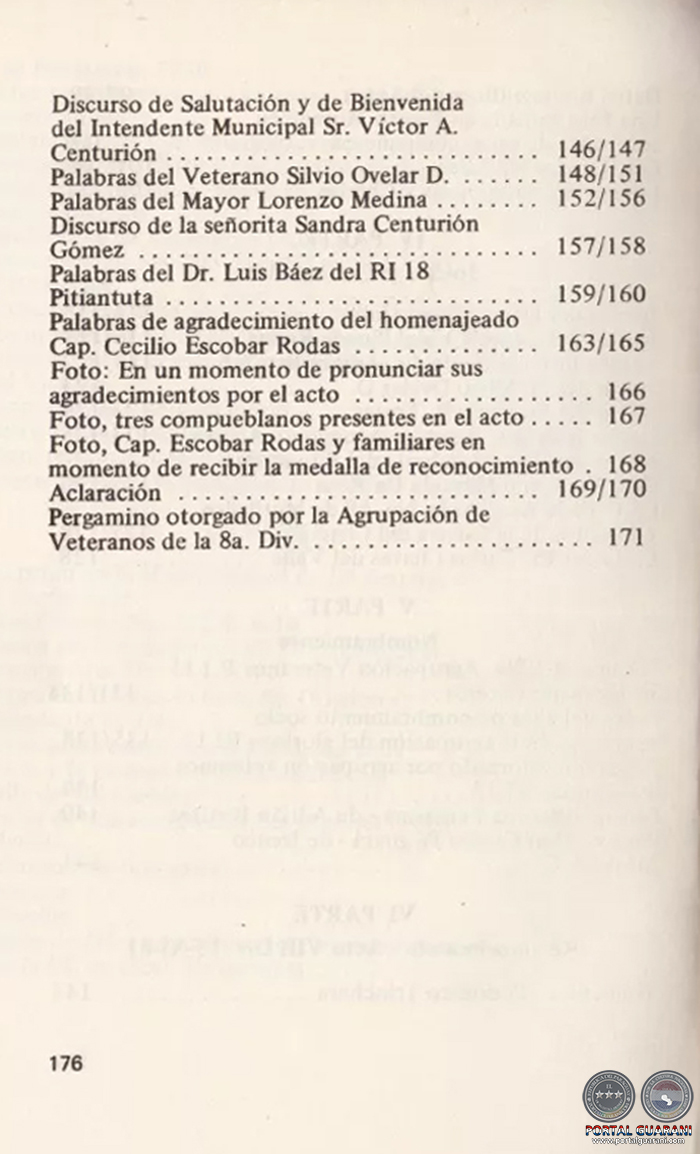 Discurso de Salutación y de Bienvenida
del Intendente Municipal Sr. Víctor A.
Centurión ............................ 146/147
Palabras del Veterano Silvio Ovelar D. ...... 148/151
Palabras del Mayor Lorenzo Medina ........ 152/156
Discurso de la señorita Sandra Centurión
Gómez .............................. 157/158
Palabras del Dr. Luis Báez del RI 18
Pitiantuta ............................ 159/160
Palabras de agradecimiento del homenajeado
Cap. Cecilio Escobar Rodas .............. 163/165
Foto: En un momento de pronunciar sus
agradecimientos por el acto .................. 166
Foto, tres compueblanos presentes en el acto ..... 167
Foto, Cap. Escobar Rodas y familiares en
momento de recibir la medalla de reconocimiento . 168
Aclaración ........................... 169/170
Pergamino otorgado por la Agrupación de
Veteranos de la 8a. Div. ...................... 171
176
PORTAL GUARANI
www.portalguarani.com